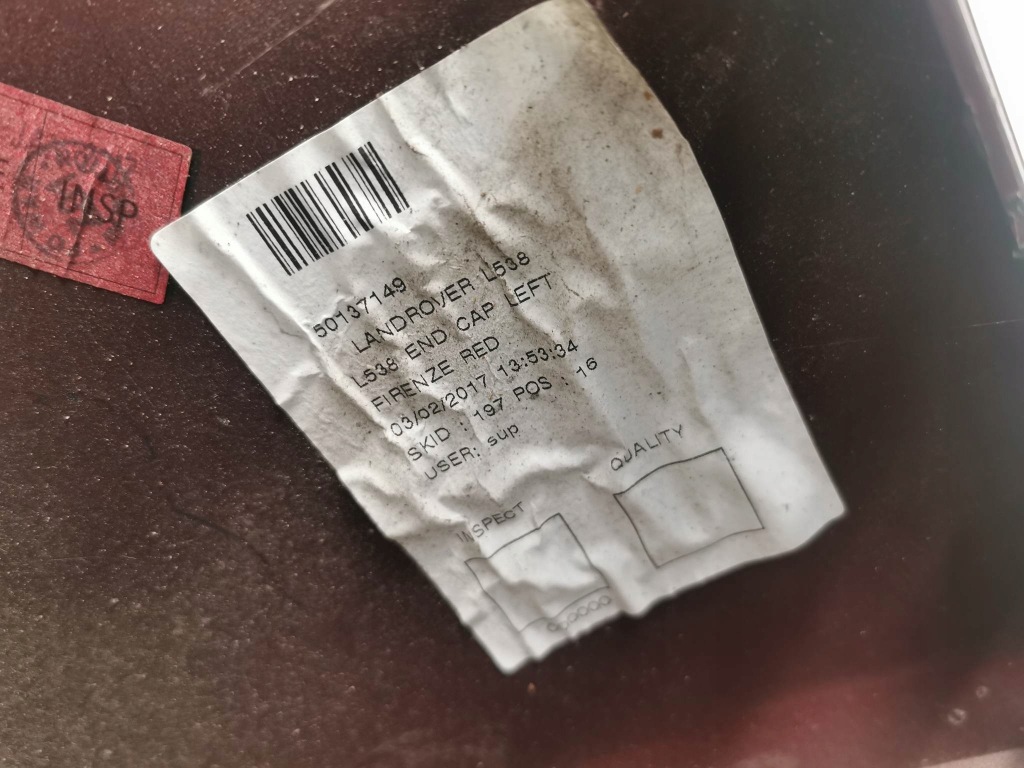 INSP
50137149
LANDROVER L538
L538 END CAP LEFT
FIRENZE RED
03/02/2017 13:53:34
SKID : 197 POS : 16
USER: sup
INSPECT
QUALITY